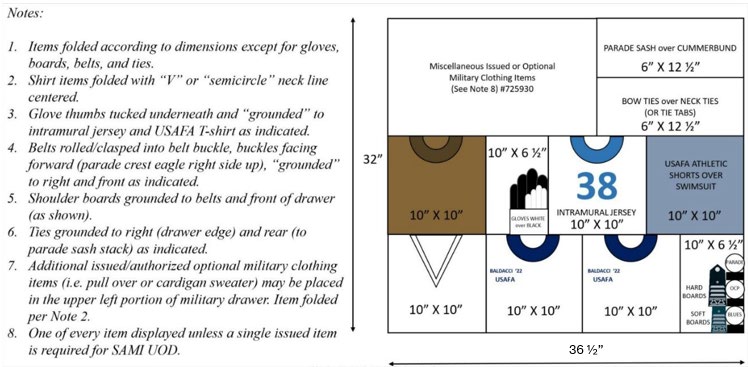 Notes:
1. Items folded according to dimensions except for gloves,
boards, belts, and ties.
2. Shirt items folded with “V” or “semicircle” neck line
centered.
3. Glove thumbs tucked underneath and “grounded” to
intramural jersey and USAFA T-shirt as indicated.
4. Belts rolled/clasped into belt buckle, buckles facing
forward (parade crest eagle right side up), “grounded”
to right and front as indicated.
5. Shoulder boards grounded to belts and front of drawer
(as shown).
6. Ties grounded to right (drawer edge) and rear (to
parade sash stack) as indicated.
7. Additional issued/authorized optional military clothing
items (i.e. pull over or cardigan sweater) may be placed
in the upper left portion of military drawer. Item folded
per Note 2.
8. One of every item displayed unless a single issued item
is required for SAMI UOD.
32”
Miscellaneous Issued or Optional
Military Clothing Items
(See Note 8) #725930
PARADE SASH over CUMMERBUND
6” X 12 ½”
BOW TIES over NECK TIES
(OR TIE TABS)
6” X 12 ½”
10” X 10”
10” X 6 ½”
GLOVES WHITE
over BLACK
38
INTRAMURAL JERSEY
10” X 10”
USAFA ATHLETIC
SHORTS OVER
SWIMSUIT
10” X 10”
10” X 10”
BALDACCI ’22
USAFA
10” X 10”
BALDACCI ’22
USAFA
10” X 10”
10” X 6 ½”
PARADE
HARD
BOARDS
OCP
SOFT
BOARDS
BLUES
36 ½”